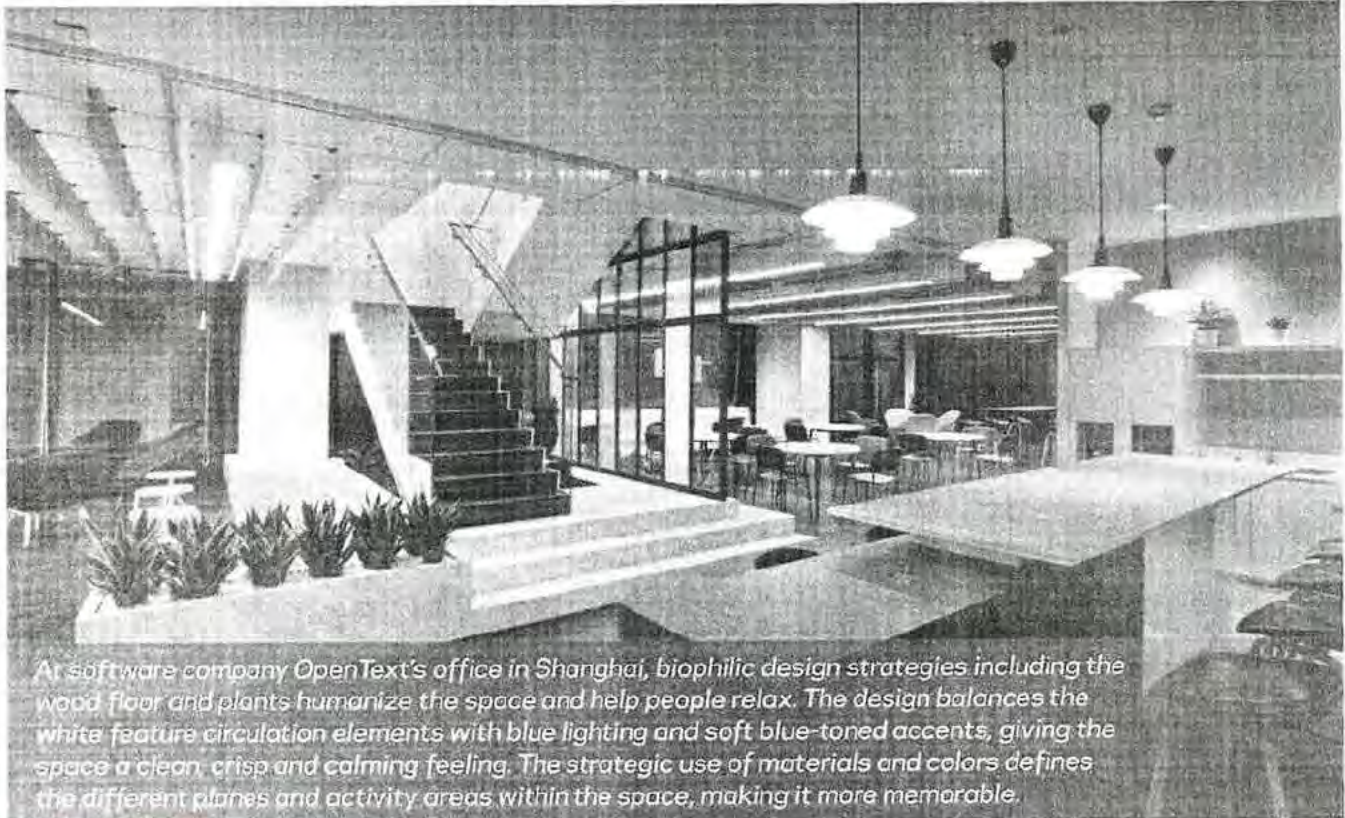 At software company OpenText's office in Shanghai, biophilic design strategies including the
wood floor and plants humanize the space and help people relax. The design balances the
white feature circulation elements with blue lighting and soft blue-toned accents, giving the
space a clean, crisp and calming feeling. The strategic use of materials and colors defines
the different planes and activity areas within the space, making it more memorable.